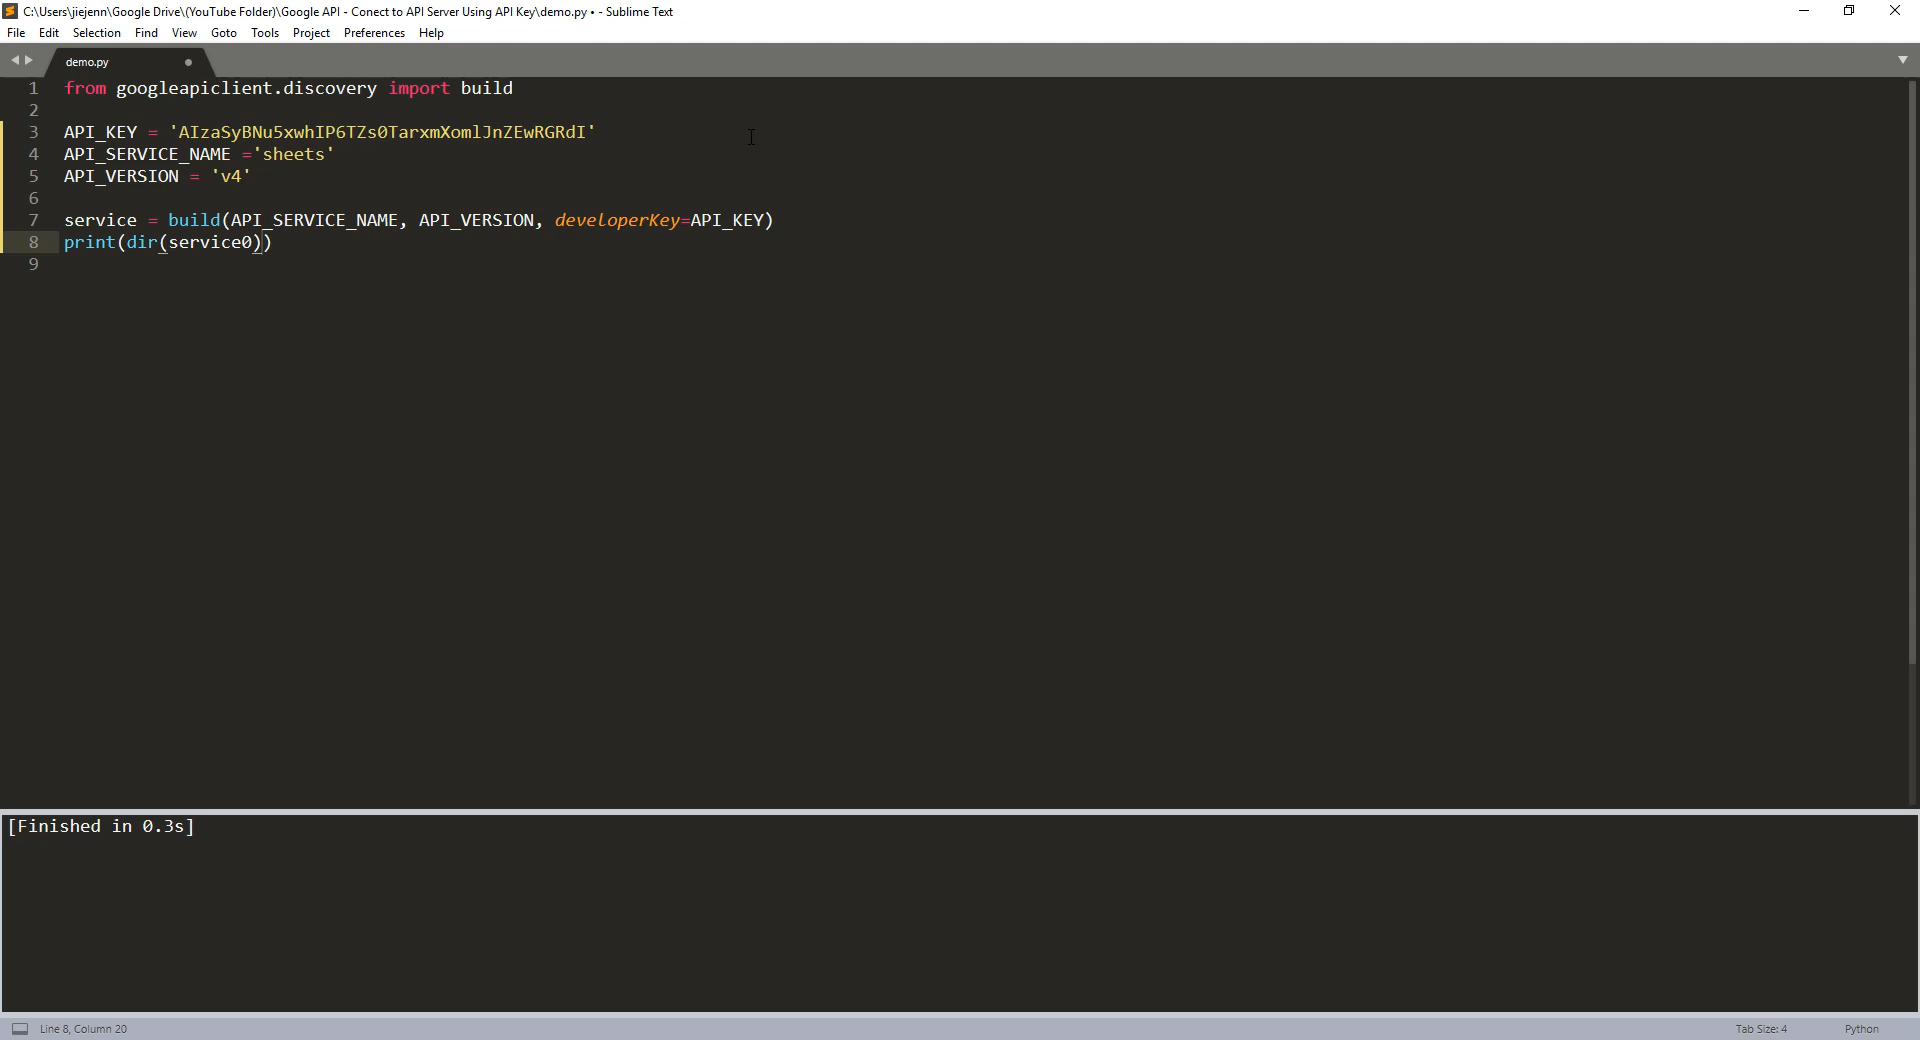 C:\Users\jiejenn\Google Drive\(YouTube Folder)\Google API - Conect to API Server Using API Key\demo.py • - Sublime Text
File Edit Selection Find View Goto Tools Project Preferences Help
demo.py
1 from googleapiclient.discovery import build
2
3 API_KEY = 'AIzaSyBNu5xwhIP6TZs0TarxmXomlJnZEwRGRdI'
4 API_SERVICE_NAME ='sheets'
5 API_VERSION = 'v4'
6
7 service = build(API_SERVICE_NAME, API_VERSION, developerKey=API_KEY)
8 print(dir(service0))
9
[Finished in 0.3s]
Line 8, Column 20 Tab Size: 4 Python